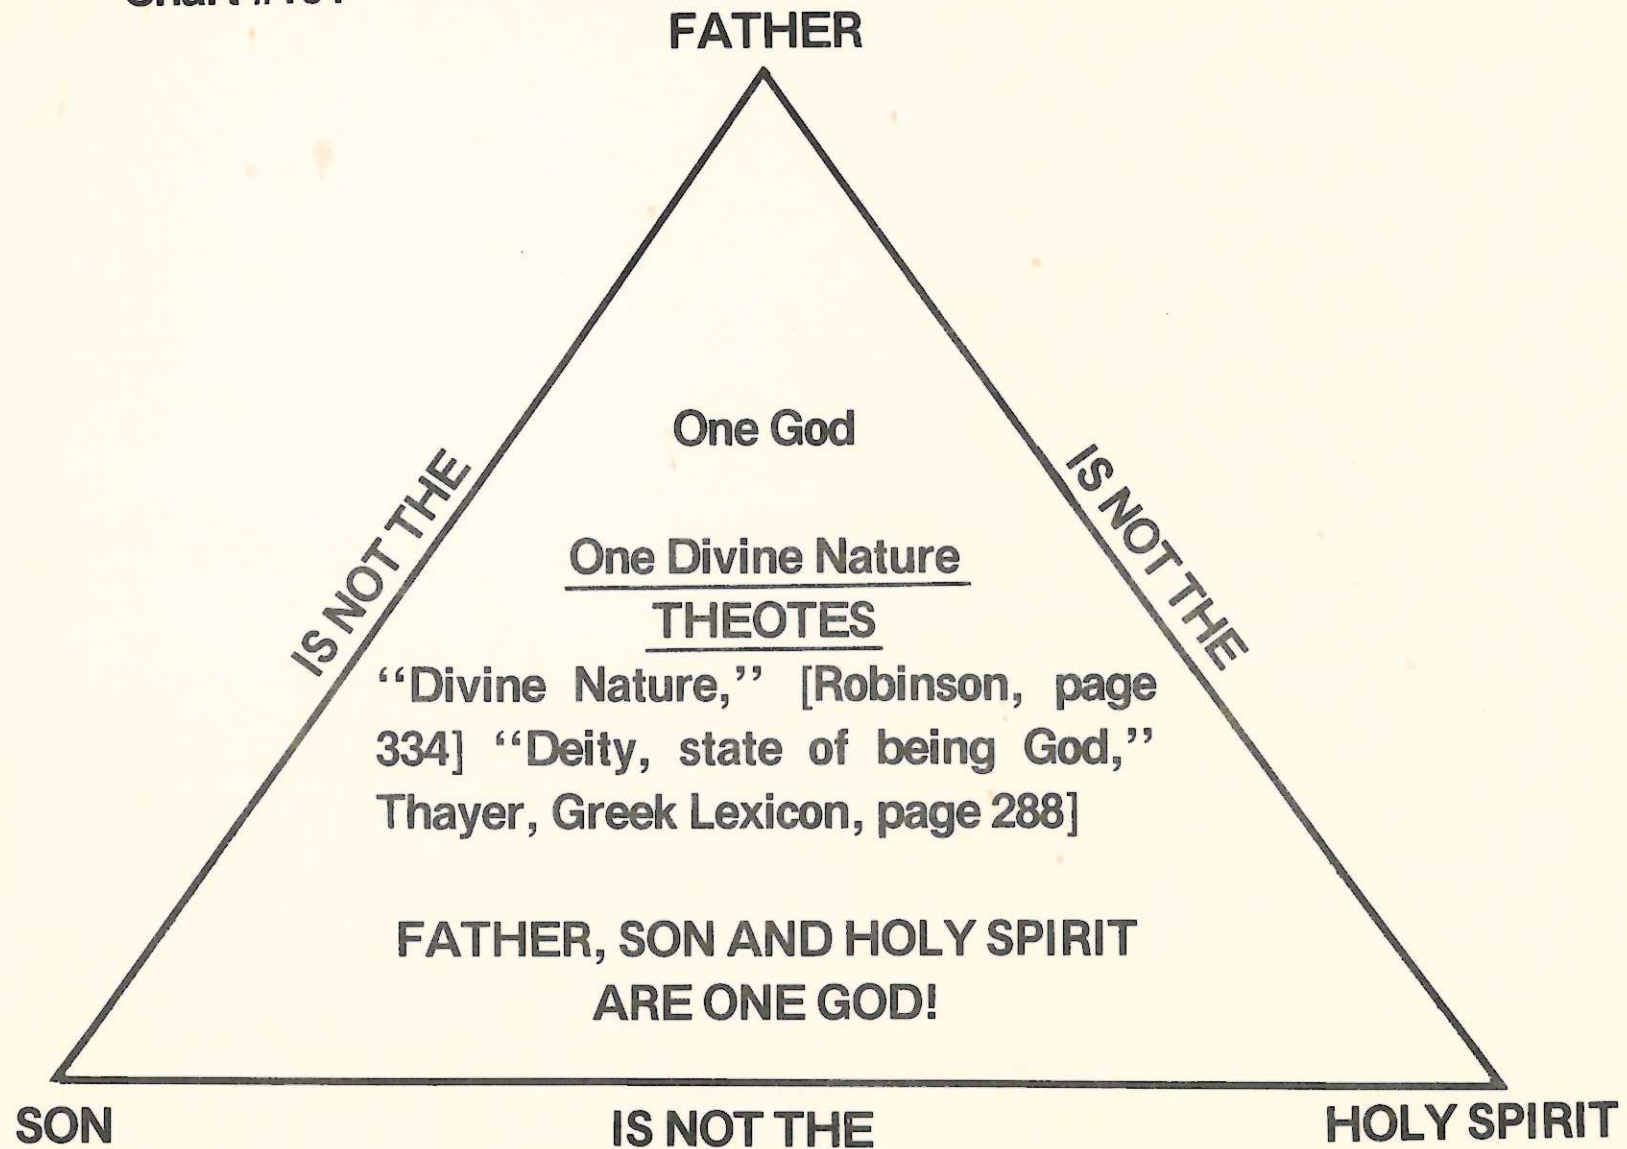 FATHER
IS NOT THE
IS NOT THE
One God
One Divine Nature
THEOTES
“Divine Nature,” [Robinson, page
334] “Deity, state of being God,”
Thayer, Greek Lexicon, page 288]
FATHER, SON AND HOLY SPIRIT
ARE ONE GOD!
SON IS NOT THE HOLY SPIRIT